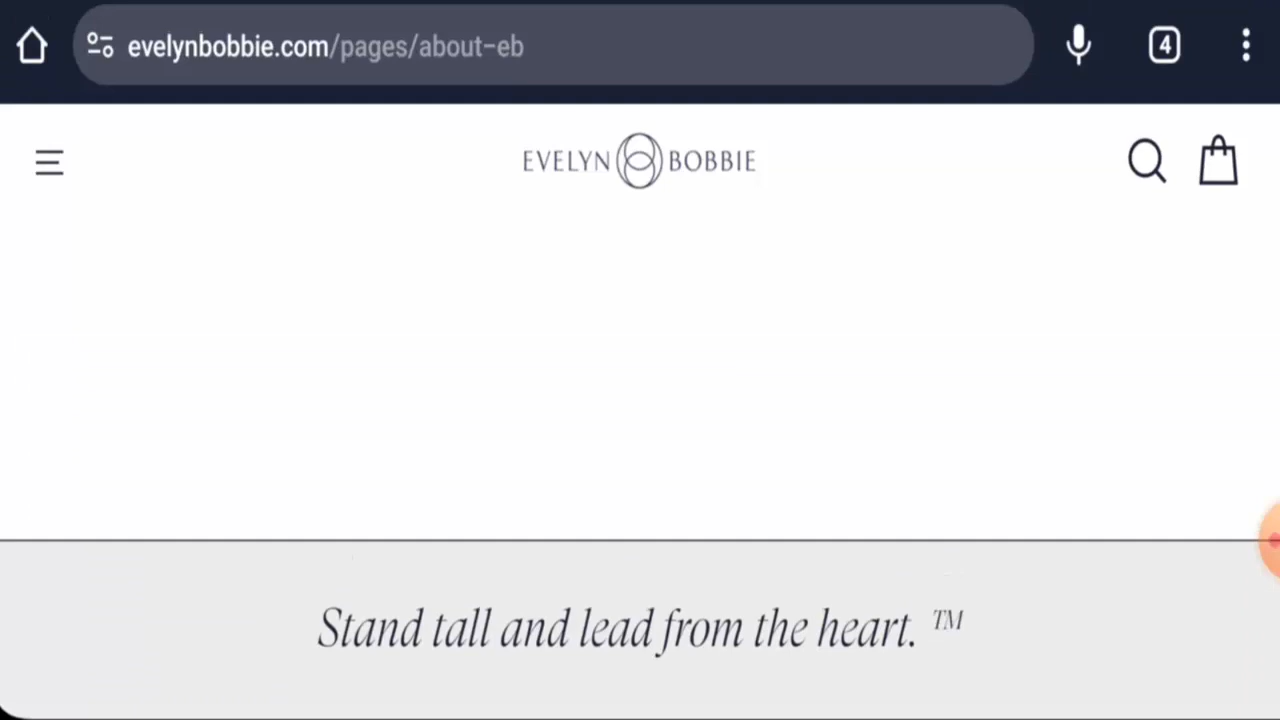 evelynbobbie.com/pages/about-eb
4
EVELYN BOBBIE
Stand tall and lead from the heart. ™